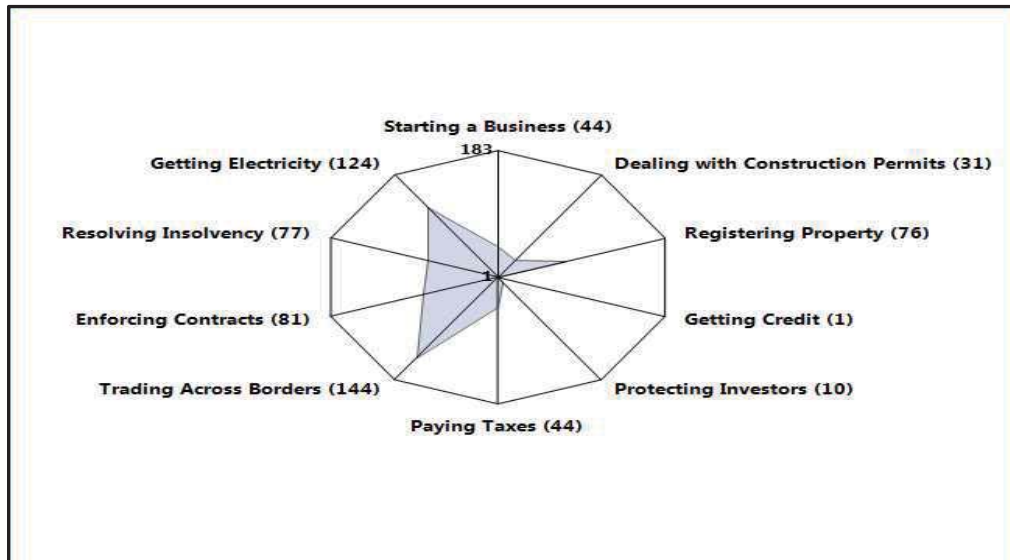 Starting a Business (44)
183
Getting Electricity (124)
Dealing with Construction Permits (31)
Resolving Insolvency (77)
Registering Property (76)
1
Enforcing Contracts (81)
Getting Credit (1)
Trading Across Borders (144)
Protecting Investors (10)
Paying Taxes (44)